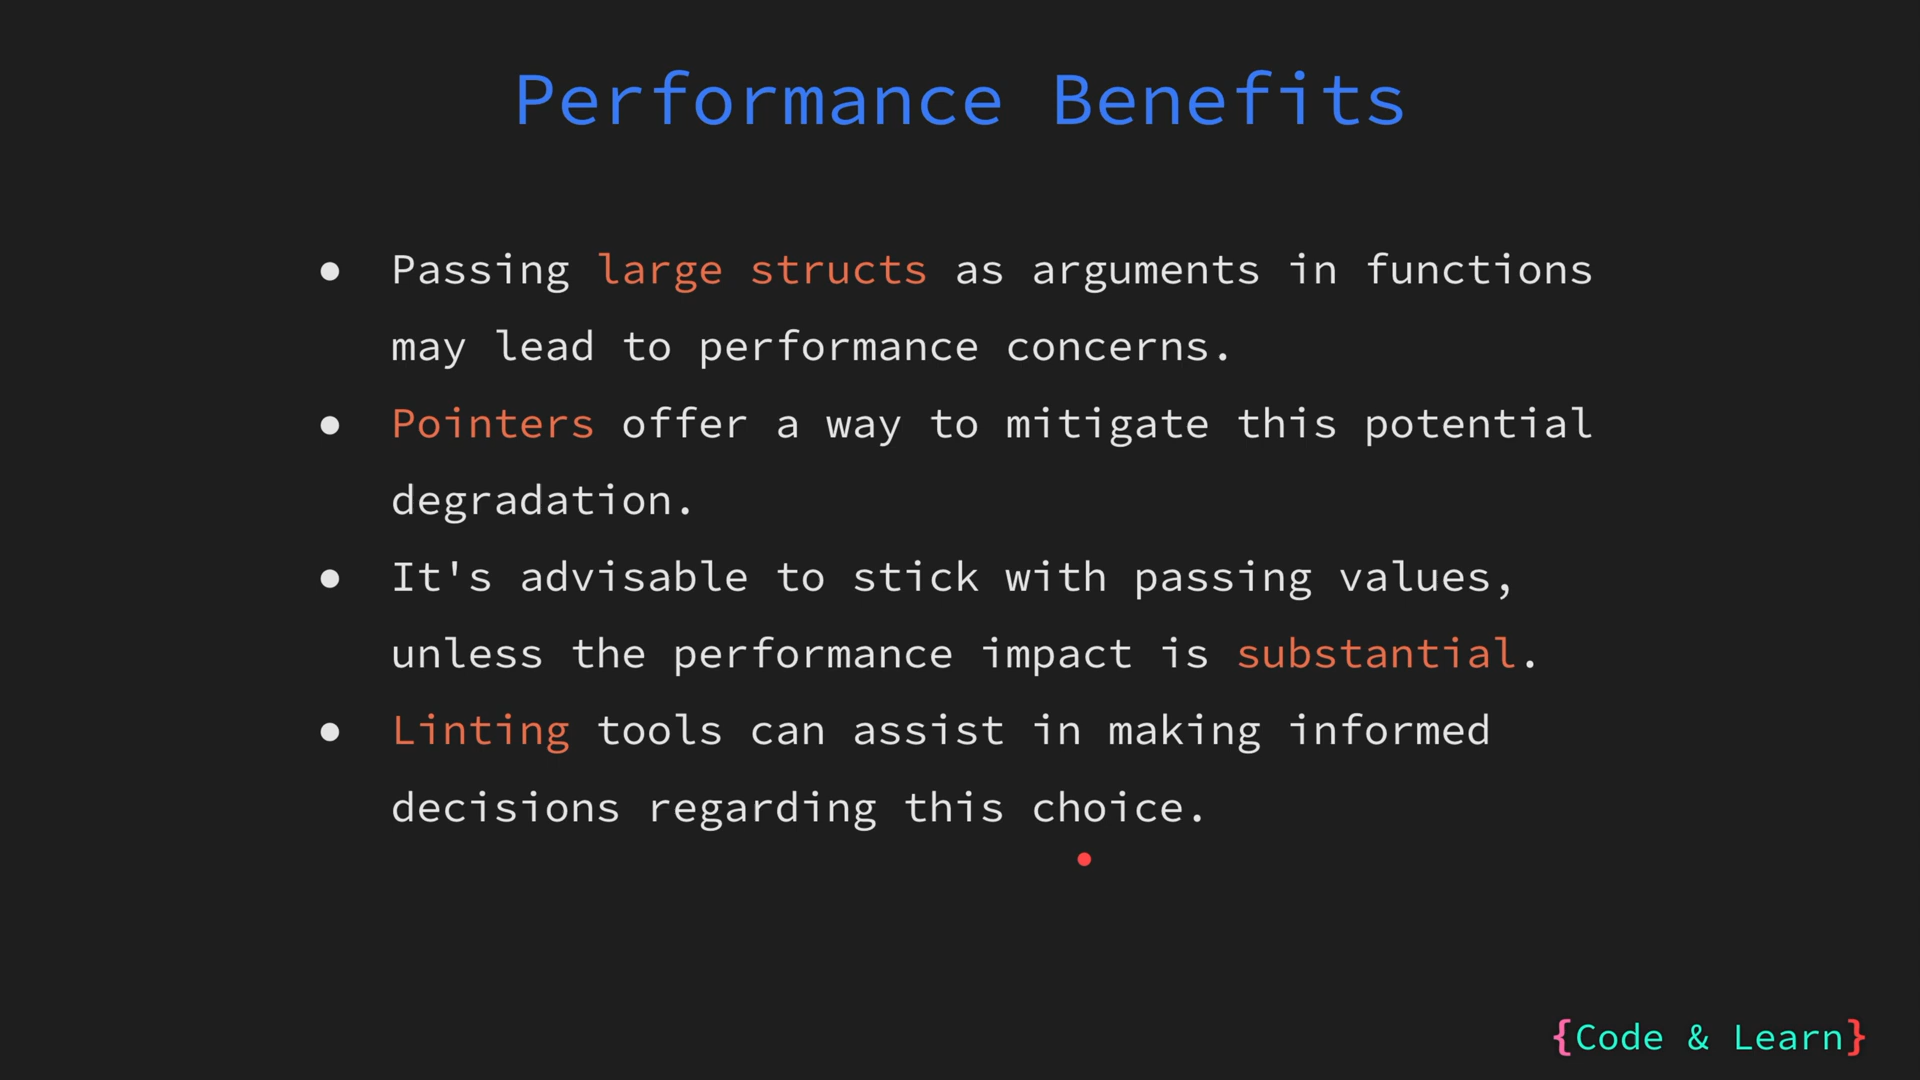 Performance Benefits
● Passing large structs as arguments in functions
may lead to performance concerns.
● Pointers offer a way to mitigate this potential
degradation.
● It's advisable to stick with passing values,
unless the performance impact is substantial.
● Linting tools can assist in making informed
decisions regarding this choice.
{Code & Learn}